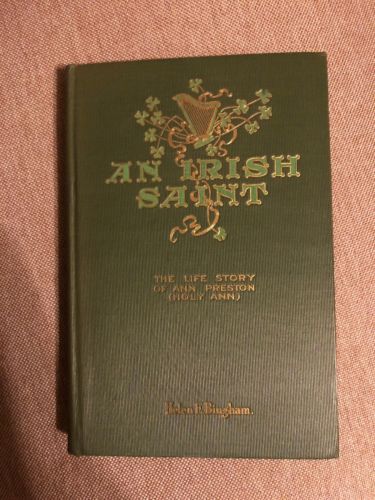 AN IRISH
SAINT
THE LIFE STORY
OF ANN PRESTON
(HOLY ANN)
Helen E. Bingham.